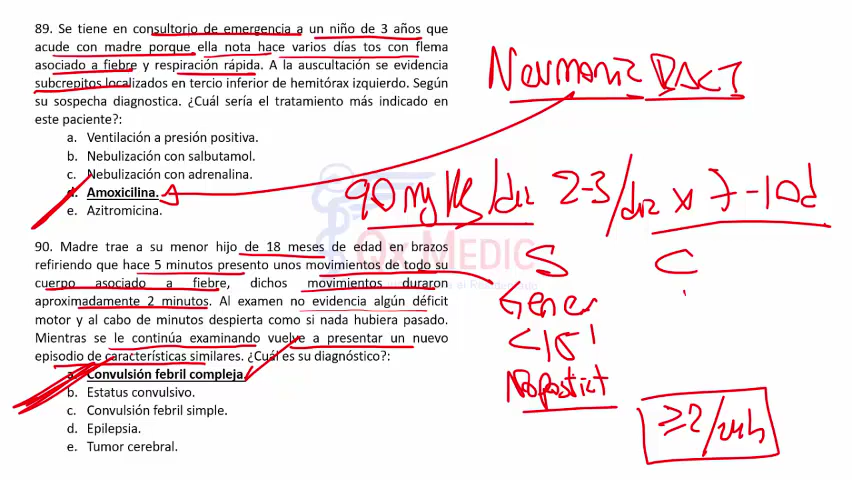 89. Se tiene en consultorio de emergencia a un niño de 3 años que
acude con madre porque ella nota hace varios días tos con flema
asociado a fiebre y respiración rápida. A la auscultación se evidencia
subcrepitos localizados en tercio inferior de hemitórax izquierdo. Según
su sospecha diagnostica. ¿Cuál sería el tratamiento más indicado en
este paciente?:
a. Ventilación a presión positiva.
b. Nebulización con salbutamol.
c. Nebulización con adrenalina.
d. Amoxicilina.
e. Azitromicina.
90. Madre trae a su menor hijo de 18 meses de edad en brazos
refiriendo que hace 5 minutos presento unos movimientos de todo su
cuerpo asociado a fiebre, dichos movimientos duraron
aproximadamente 2 minutos. Al examen no evidencia algún déficit
motor y al cabo de minutos despierta como si nada hubiera pasado.
Mientras se le continúa examinando vuelve a presentar un nuevo
episodio de características similares. ¿Cuál es su diagnóstico?:
a. Convulsión febril compleja.
b. Estatus convulsivo.
c. Convulsión febril simple.
d. Epilepsia.
e. Tumor cerebral.
Qx MEDIC
90 mg/Kg/día 2-3/día x 7-10d
S C
Gener
<15'
No postict
≥2/24h